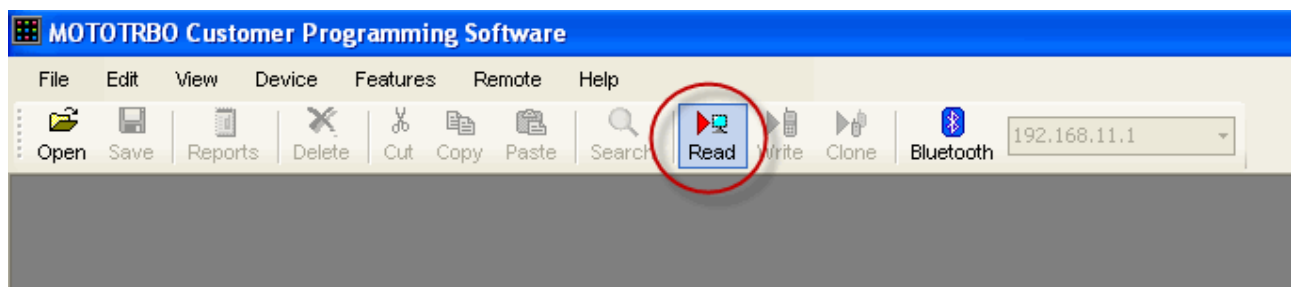 MOTOTRBO Customer Programming Software
File Edit View Device Features Remote Help
Open Save Reports Delete Cut Copy Paste Search Read Write Clone Bluetooth 192.168.11.1